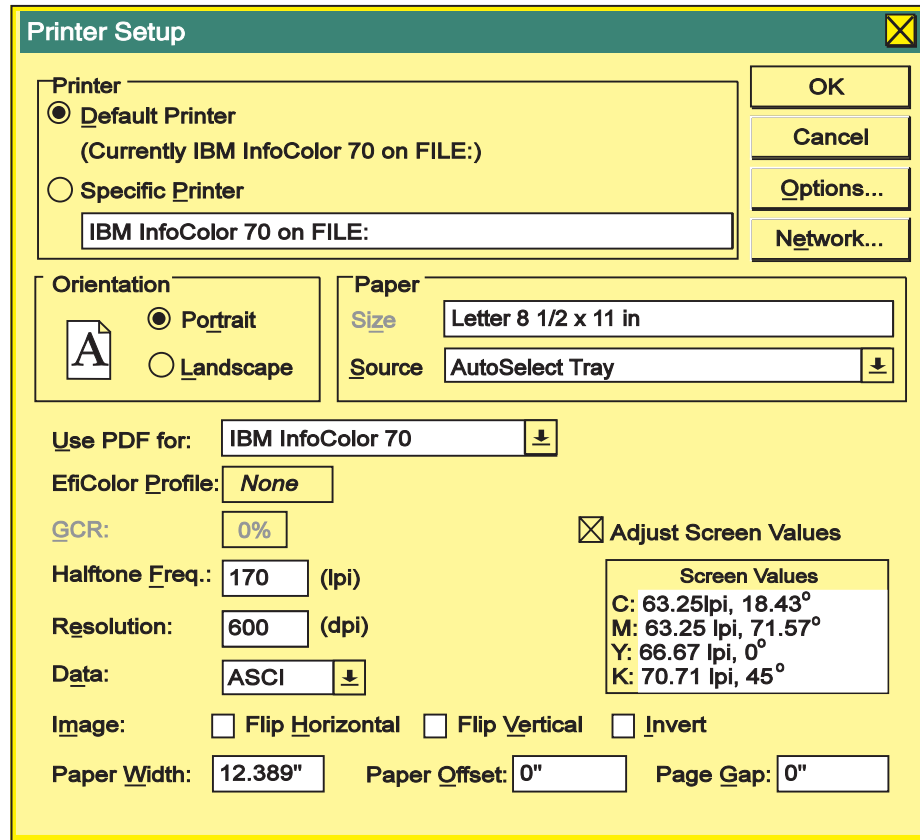 Printer Setup
Printer
Default Printer
(Currently IBM InfoColor 70 on FILE:)
Specific Printer
IBM InfoColor 70 on FILE:
OK
Cancel
Options...
Network...
Orientation
A
Portrait
Landscape
Paper
Size Letter 8 1/2 x 11 in
Source AutoSelect Tray
Use PDF for: IBM InfoColor 70
EfiColor Profile: None
GCR: 0%
Adjust Screen Values
Halftone Freq.: 170 (lpi)
Resolution: 600 (dpi)
Data: ASCI
Screen Values
C: 63.25lpi, 18.43°
M: 63.25 lpi, 71.57°
Y: 66.67 lpi, 0°
K: 70.71 lpi, 45°
Image: Flip Horizontal Flip Vertical Invert
Paper Width: 12.389" Paper Offset: 0" Page Gap: 0"